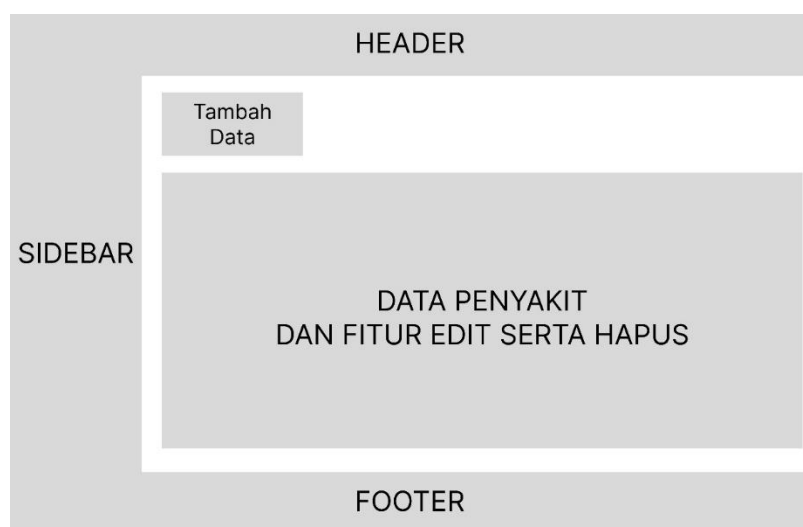 HEADER
Tambah
Data
SIDEBAR
DATA PENYAKIT
DAN FITUR EDIT SERTA HAPUS
FOOTER